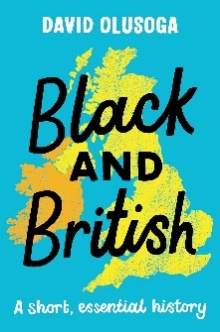 DAVID OLUSOGA
Black
AND
British
A short, essential history